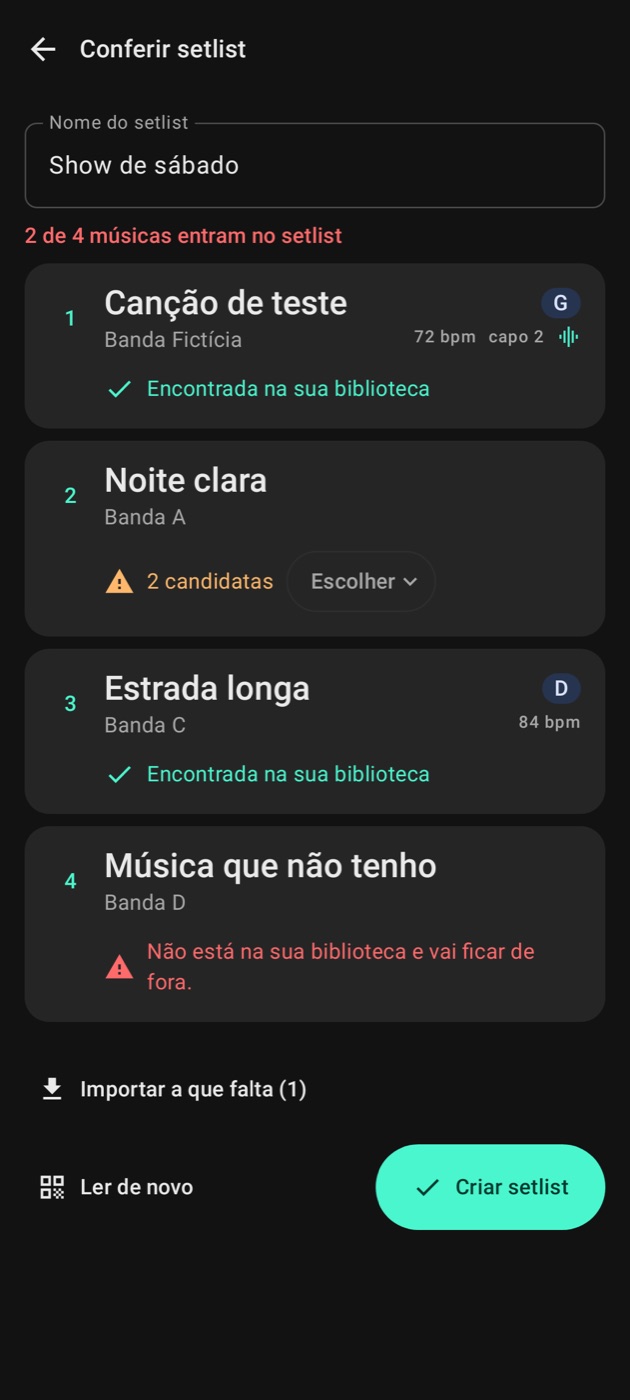 Conferir setlist
Nome do setlist
Show de sábado
2 de 4 músicas entram no setlist
1
Canção de teste
G
Banda Fictícia
72 bpm capo 2
Encontrada na sua biblioteca
2
Noite clara
Banda A
2 candidatas
Escolher
3
Estrada longa
D
Banda C
84 bpm
Encontrada na sua biblioteca
4
Música que não tenho
Banda D
Não está na sua biblioteca e vai ficar de
fora.
Importar a que falta (1)
Ler de novo
Criar setlist